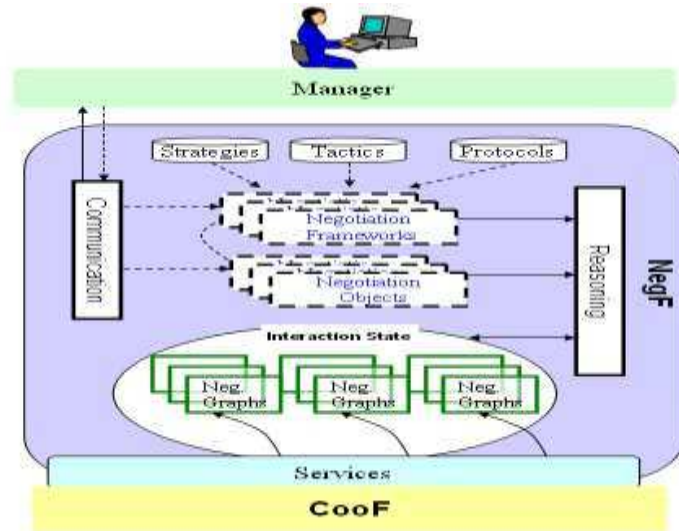 Manager
Strategies
Tactics
Protocols
Communication
Negotiation
Frameworks
Reasoning
NegF
Negotiation
Objects
Interaction State
Neg.
Graphs
Neg.
Graphs
Neg.
Graphs
Services
CooF